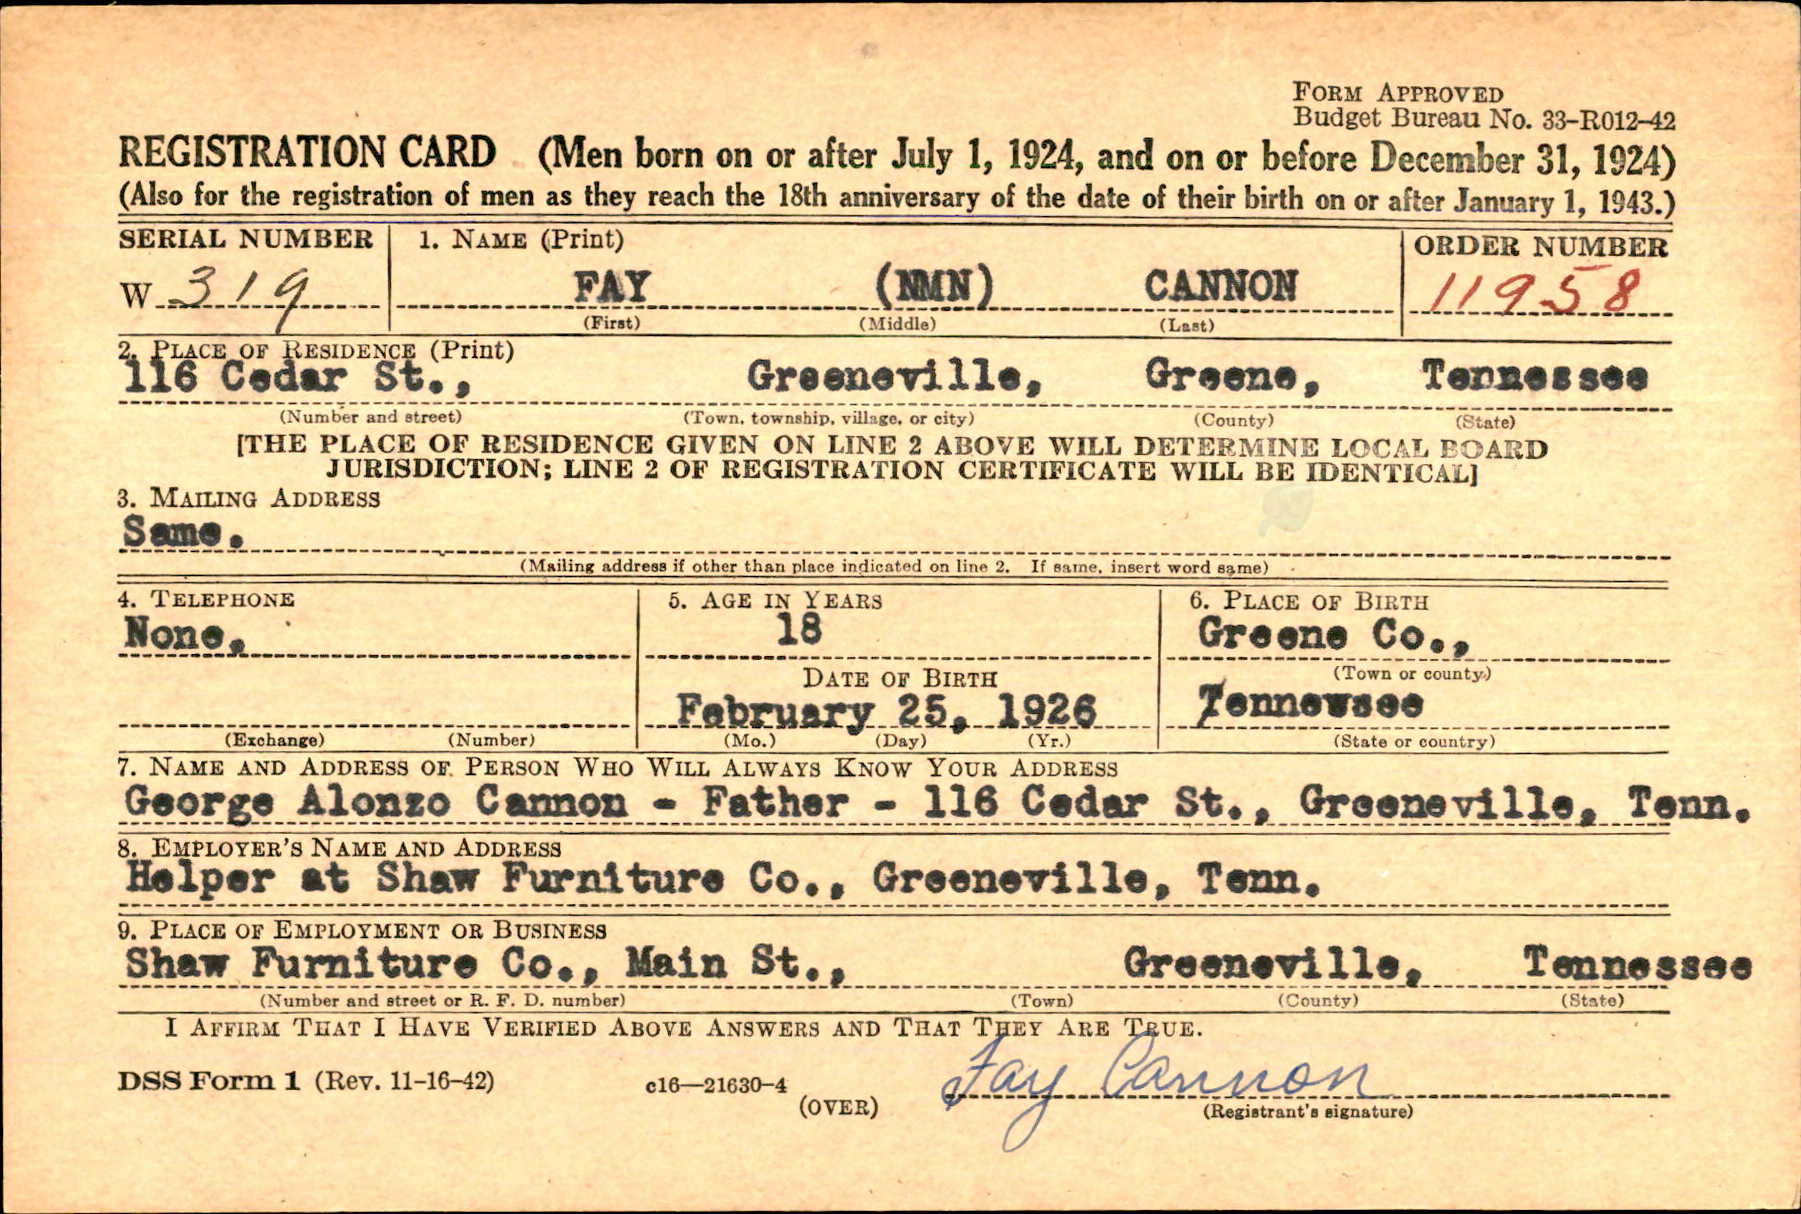 FORM APPROVED
Budget Bureau No. 33-R012-42
REGISTRATION CARD (Men born on or after July 1, 1924, and on or before December 31, 1924)
(Also for the registration of men as they reach the 18th anniversary of the date of their birth on or after January 1, 1943.)
SERIAL NUMBER 1. NAME (Print) ORDER NUMBER
W 319 FAY (NMN) CANNON 11958
(First) (Middle) (Last)
2. PLACE OF RESIDENCE (Print)
116 Cedar St., Greeneville, Greene, Tennessee
(Number and street) (Town, township, village, or city) (County) (State)
[THE PLACE OF RESIDENCE GIVEN ON LINE 2 ABOVE WILL DETERMINE LOCAL BOARD
JURISDICTION; LINE 2 OF REGISTRATION CERTIFICATE WILL BE IDENTICAL]
3. MAILING ADDRESS
Same.
(Mailing address if other than place indicated on line 2. If same, insert word same)
4. TELEPHONE 5. AGE IN YEARS 6. PLACE OF BIRTH
None. 18 Greene Co.,
DATE OF BIRTH (Town or county)
February 25, 1926 Tennewsee
(Exchange) (Number) (Mo.) (Day) (Yr.) (State or country)
7. NAME AND ADDRESS OF PERSON WHO WILL ALWAYS KNOW YOUR ADDRESS
George Alonzo Cannon - Father - 116 Cedar St., Greeneville, Tenn.
8. EMPLOYER'S NAME AND ADDRESS
Helper at Shaw Furniture Co., Greeneville, Tenn.
9. PLACE OF EMPLOYMENT OR BUSINESS
Shaw Furniture Co., Main St., Greeneville, Tennessee
(Number and street or R. F. D. number) (Town) (County) (State)
I AFFIRM THAT I HAVE VERIFIED ABOVE ANSWERS AND THAT THEY ARE TRUE.
DSS Form 1 (Rev. 11-16-42) c16—21630-4 Fay Cannon
(OVER) (Registrant's signature)